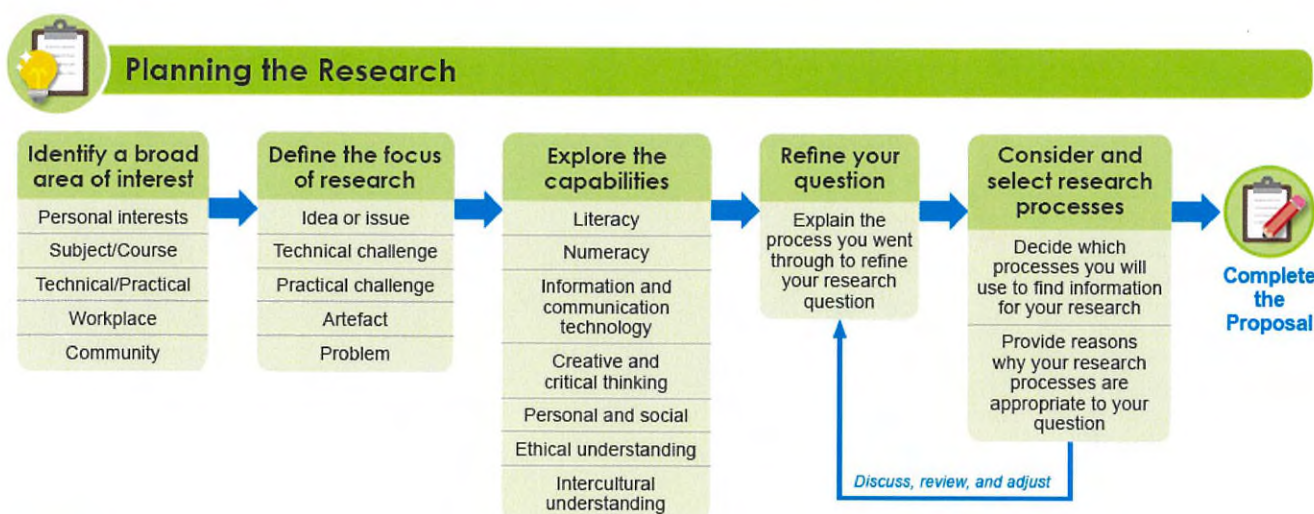 Planning the Research
Identify a broad
area of interest
Personal interests
Subject/Course
Technical/Practical
Workplace
Community
Define the focus
of research
Idea or issue
Technical challenge
Practical challenge
Artefact
Problem
Explore the
capabilities
Literacy
Numeracy
Information and
communication
technology
Creative and
critical thinking
Personal and social
Ethical understanding
Intercultural
understanding
Refine your
question
Explain the
process you went
through to refine
your research
question
Consider and
select research
processes
Decide which
processes you will
use to find information
for your research
Provide reasons
why your research
processes are
appropriate to your
question
Discuss, review, and adjust
Complete
the
Proposal